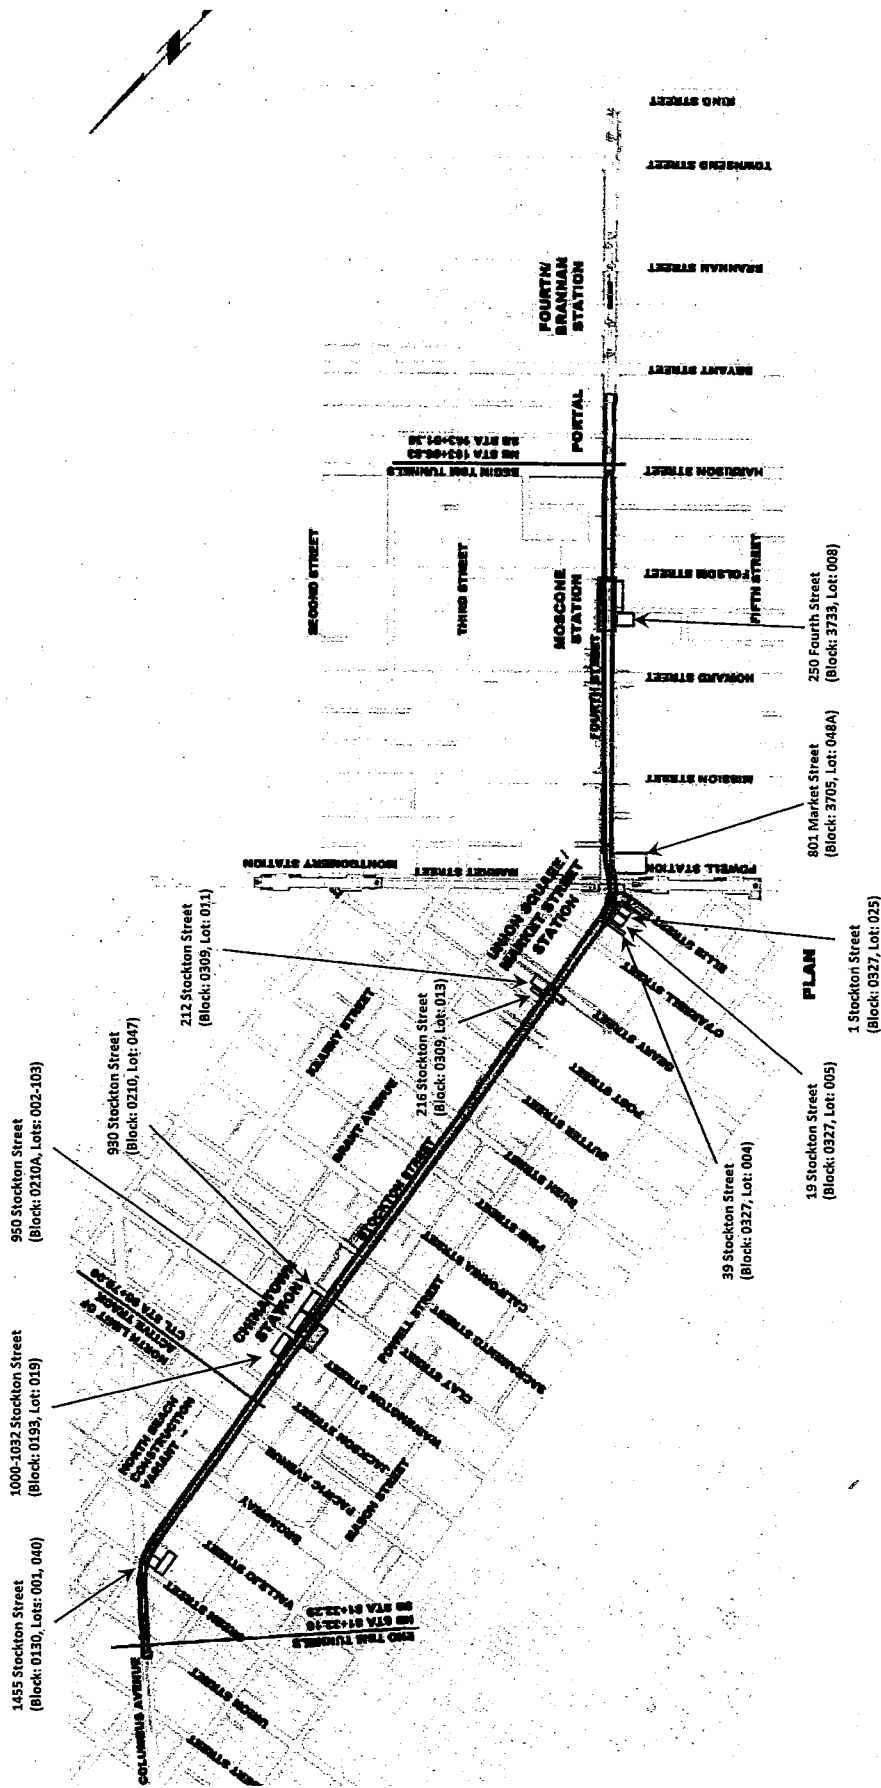 1455 Stockton Street
(Block: 0130, Lots: 001, 040)
1000-1032 Stockton Street
(Block: 0193, Lot: 019)
950 Stockton Street
(Block: 0210A, Lots: 002-103)
930 Stockton Street
(Block: 0210, Lot: 047)
212 Stockton Street
(Block: 0309, Lot: 011)
216 Stockton Street
(Block: 0309, Lot: 013)
39 Stockton Street
(Block: 0327, Lot: 004)
19 Stockton Street
(Block: 0327, Lot: 005)
1 Stockton Street
(Block: 0327, Lot: 025)
801 Market Street
(Block: 3705, Lot: 048A)
250 Fourth Street
(Block: 3733, Lot: 008)
COLUMBUS AVENUE
NORTH BEACH
CONSTRUCTION
VARIANT
NORTH LIMIT OF
ACTIVE TRACK
CHINATOWN
STATION
STOCKTON STREET
KEARNY STREET
GRANT AVENUE
UNION SQUARE /
MARKET STREET
STATION
MONTGOMERY STATION
MARKET STREET
POWELL STATION
SECOND STREET
THIRD STREET
FOURTH STREET
FIFTH STREET
MOSCONE
STATION
BEGIN TBM TUNNELS
PORTAL
FOURTH/
BRANNAN
STATION
KING STREET
TOWNSEND STREET
BRANNAN STREET
BRYANT STREET
HARRISON STREET
FOLSOM STREET
HOWARD STREET
MISSION STREET
ELLIS STREET
O'FARRELL STREET
GEARY STREET
POST STREET
SUTTER STREET
BUSH STREET
PINE STREET
CALIFORNIA STREET
SACRAMENTO STREET
CLAY STREET
POWELL STREET
WASHINGTON STREET
JACKSON STREET
PACIFIC AVENUE
MASON STREET
BROADWAY
VALLEJO STREET
UNION STREET
END TBM TUNNELS
PLAN